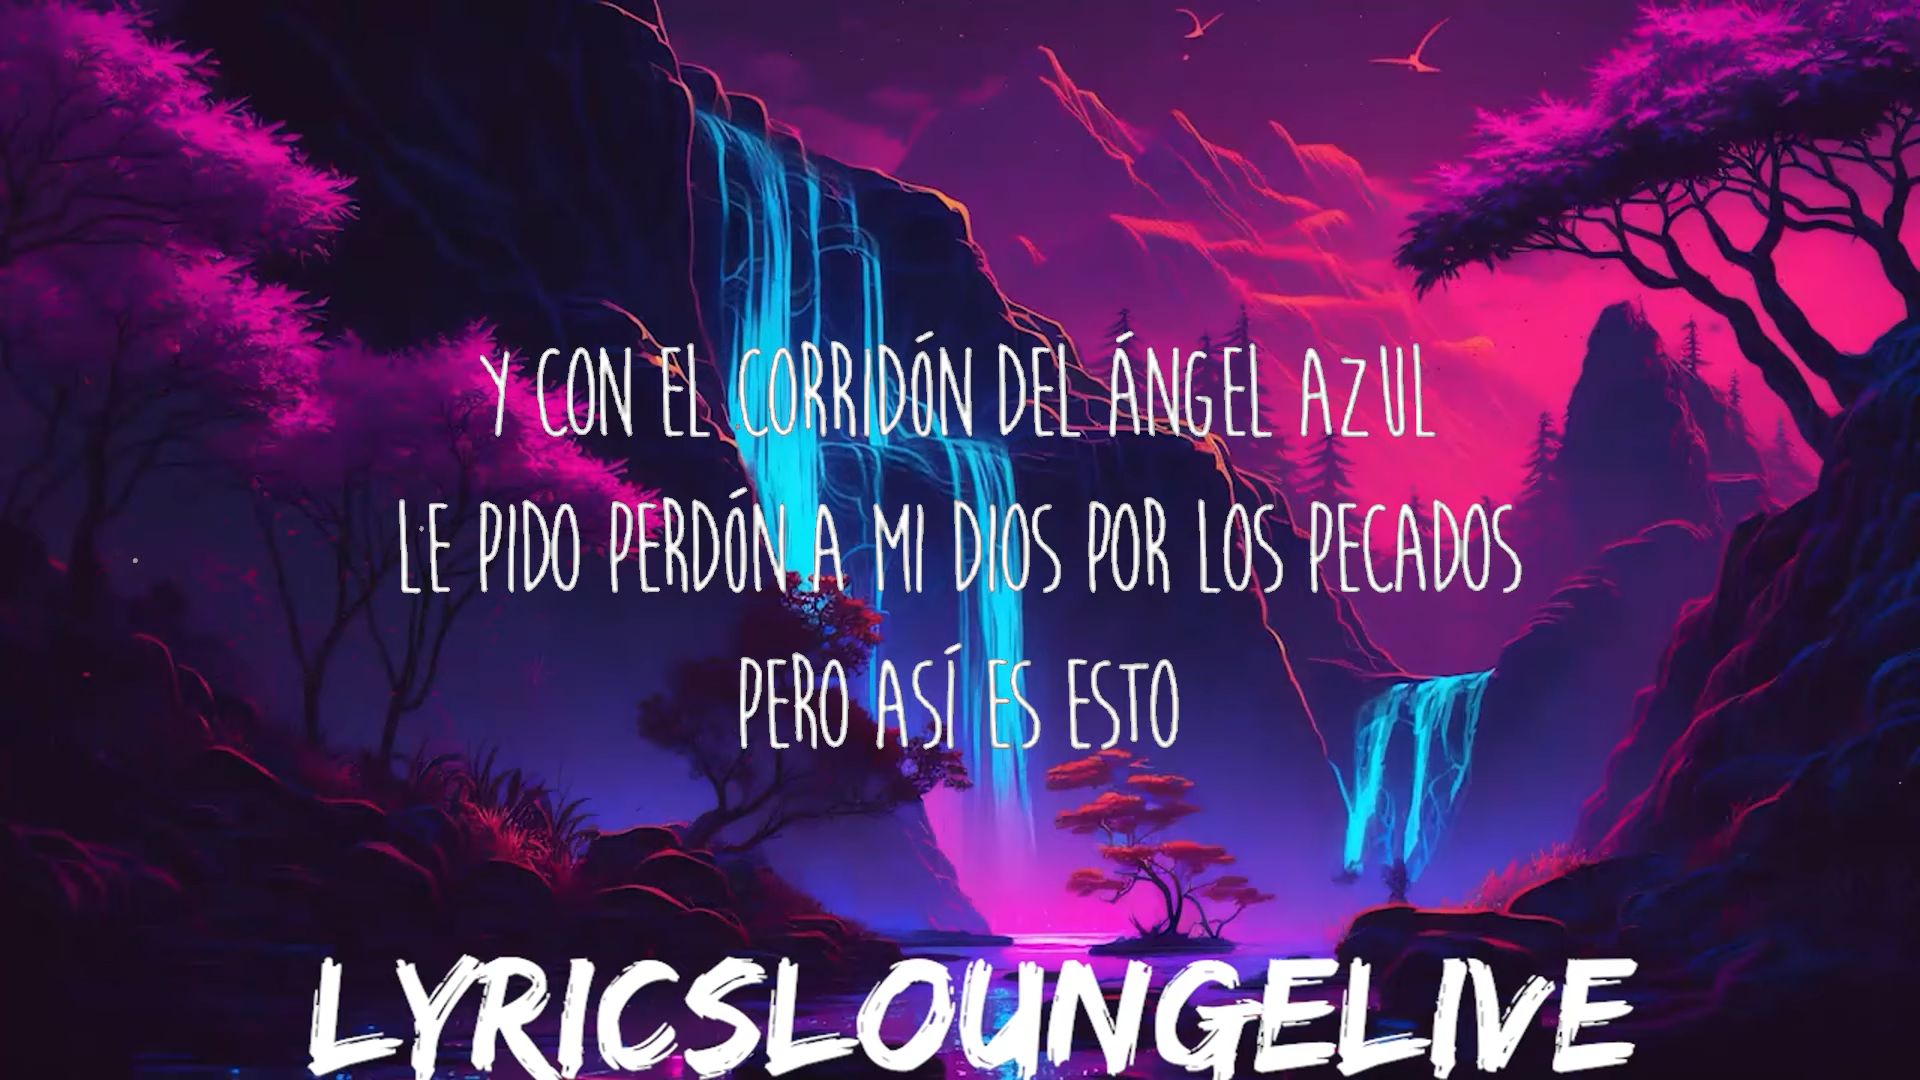 Y CON EL CORRIDÓN DEL ÁNGEL AZUL
LE PIDO PERDÓN A MI DIOS POR LOS PECADOS
PERO ASÍ ES ESTO
LYRICSLOUNGELIVE